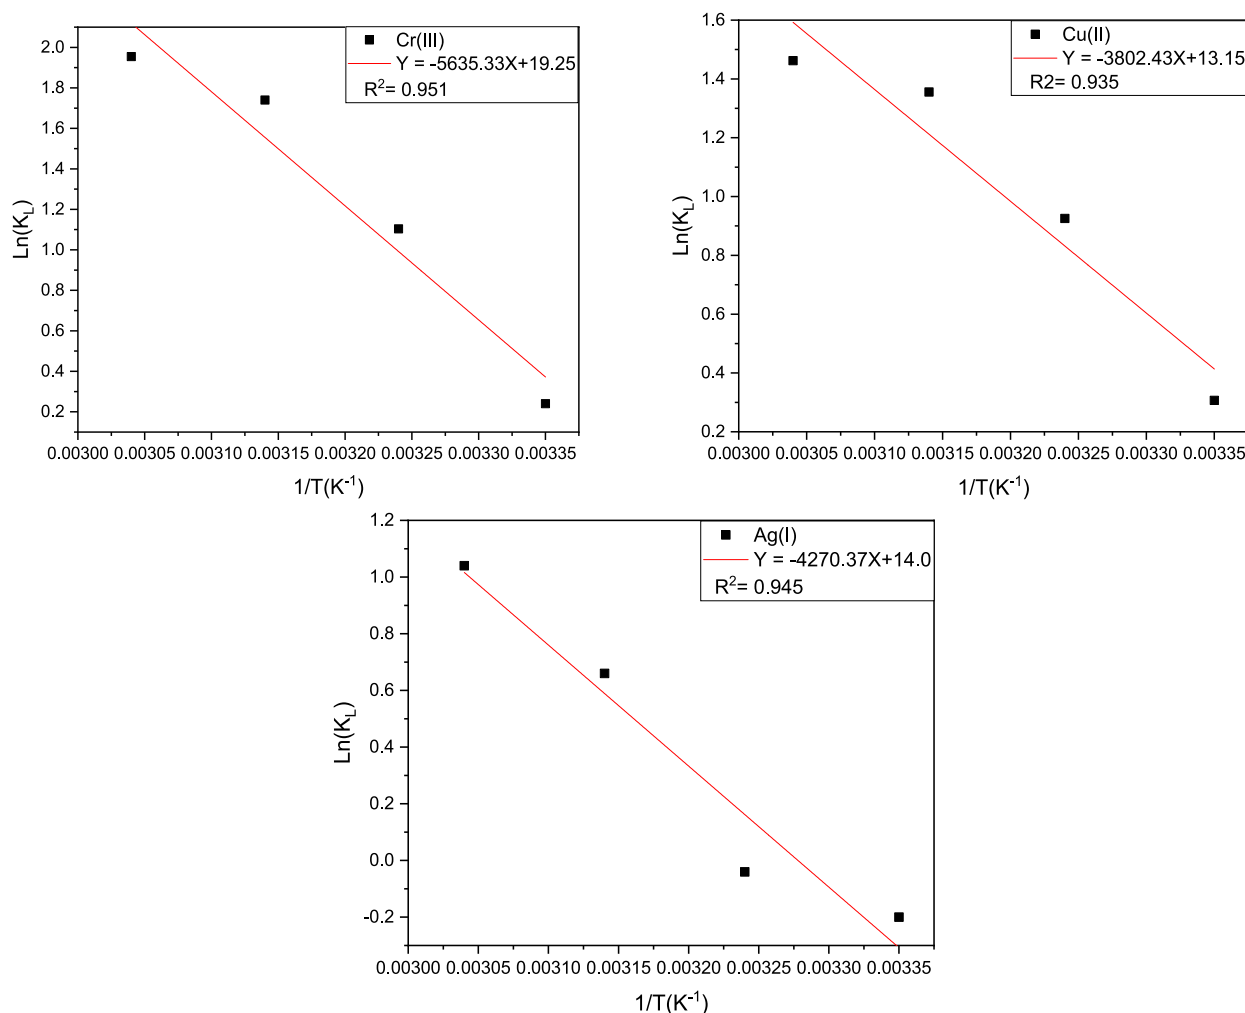 Cr(III)
Y = -5635.33X+19.25
R²= 0.951
2.0
1.8
1.6
1.4
1.2
1.0
0.8
0.6
0.4
0.2
Ln(K_L)
0.00300 0.00305 0.00310 0.00315 0.00320 0.00325 0.00330 0.00335
1/T(K⁻¹)
Cu(II)
Y = -3802.43X+13.15
R2= 0.935
1.6
1.4
1.2
1.0
0.8
0.6
0.4
0.2
Ln(K_L)
0.00300 0.00305 0.00310 0.00315 0.00320 0.00325 0.00330 0.00335
1/T(K⁻¹)
Ag(I)
Y = -4270.37X+14.0
R²= 0.945
1.2
1.0
0.8
0.6
0.4
0.2
0.0
-0.2
Ln(K_L)
0.00300 0.00305 0.00310 0.00315 0.00320 0.00325 0.00330 0.00335
1/T(K⁻¹)